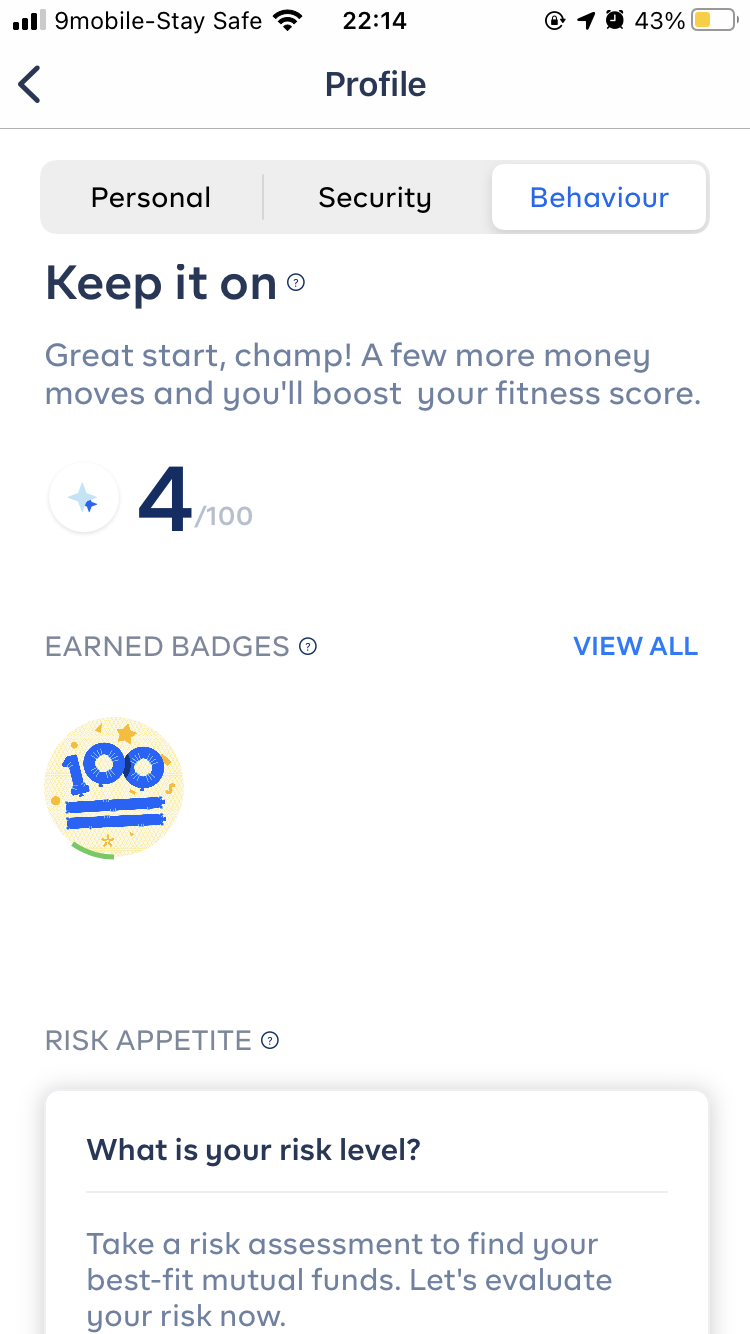 9mobile-Stay Safe 22:14 43%
Profile
Personal Security Behaviour
Keep it on ?
Great start, champ! A few more money
moves and you'll boost  your fitness score.
4/100
EARNED BADGES ? VIEW ALL
100
RISK APPETITE ?
What is your risk level?
Take a risk assessment to find your
best-fit mutual funds. Let's evaluate
your risk now.